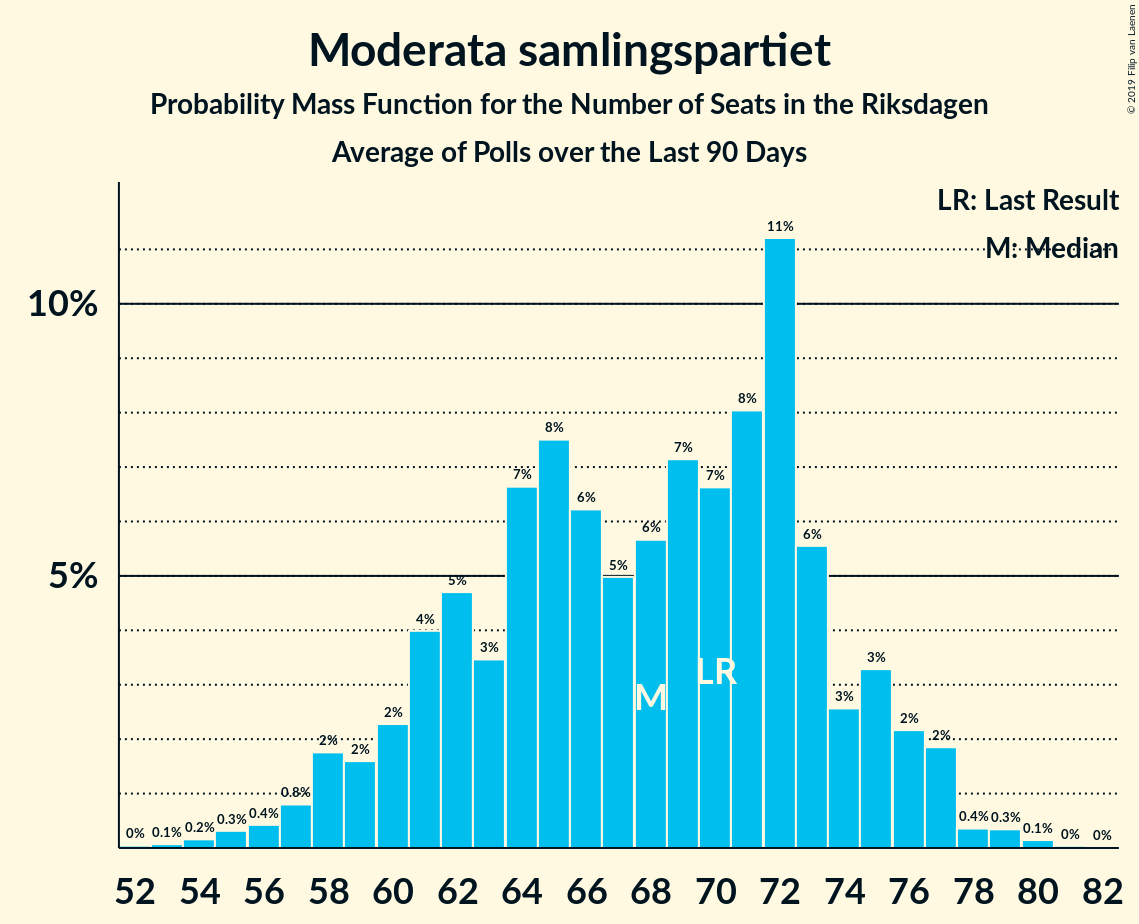 Moderata samlingspartiet
Probability Mass Function for the Number of Seats in the Riksdagen
Average of Polls over the Last 90 Days
© 2019 Filip van Laenen
LR: Last Result
M: Median
10%
5%
0% 0.1% 0.2% 0.3% 0.4% 0.8% 2% 2% 2% 4% 5% 3% 7% 8% 6% 5% 6% 7% 7% 8% 11% 6% 3% 3% 2% 2% 0.4% 0.3% 0.1% 0% 0%
M LR
52 54 56 58 60 62 64 66 68 70 72 74 76 78 80 82